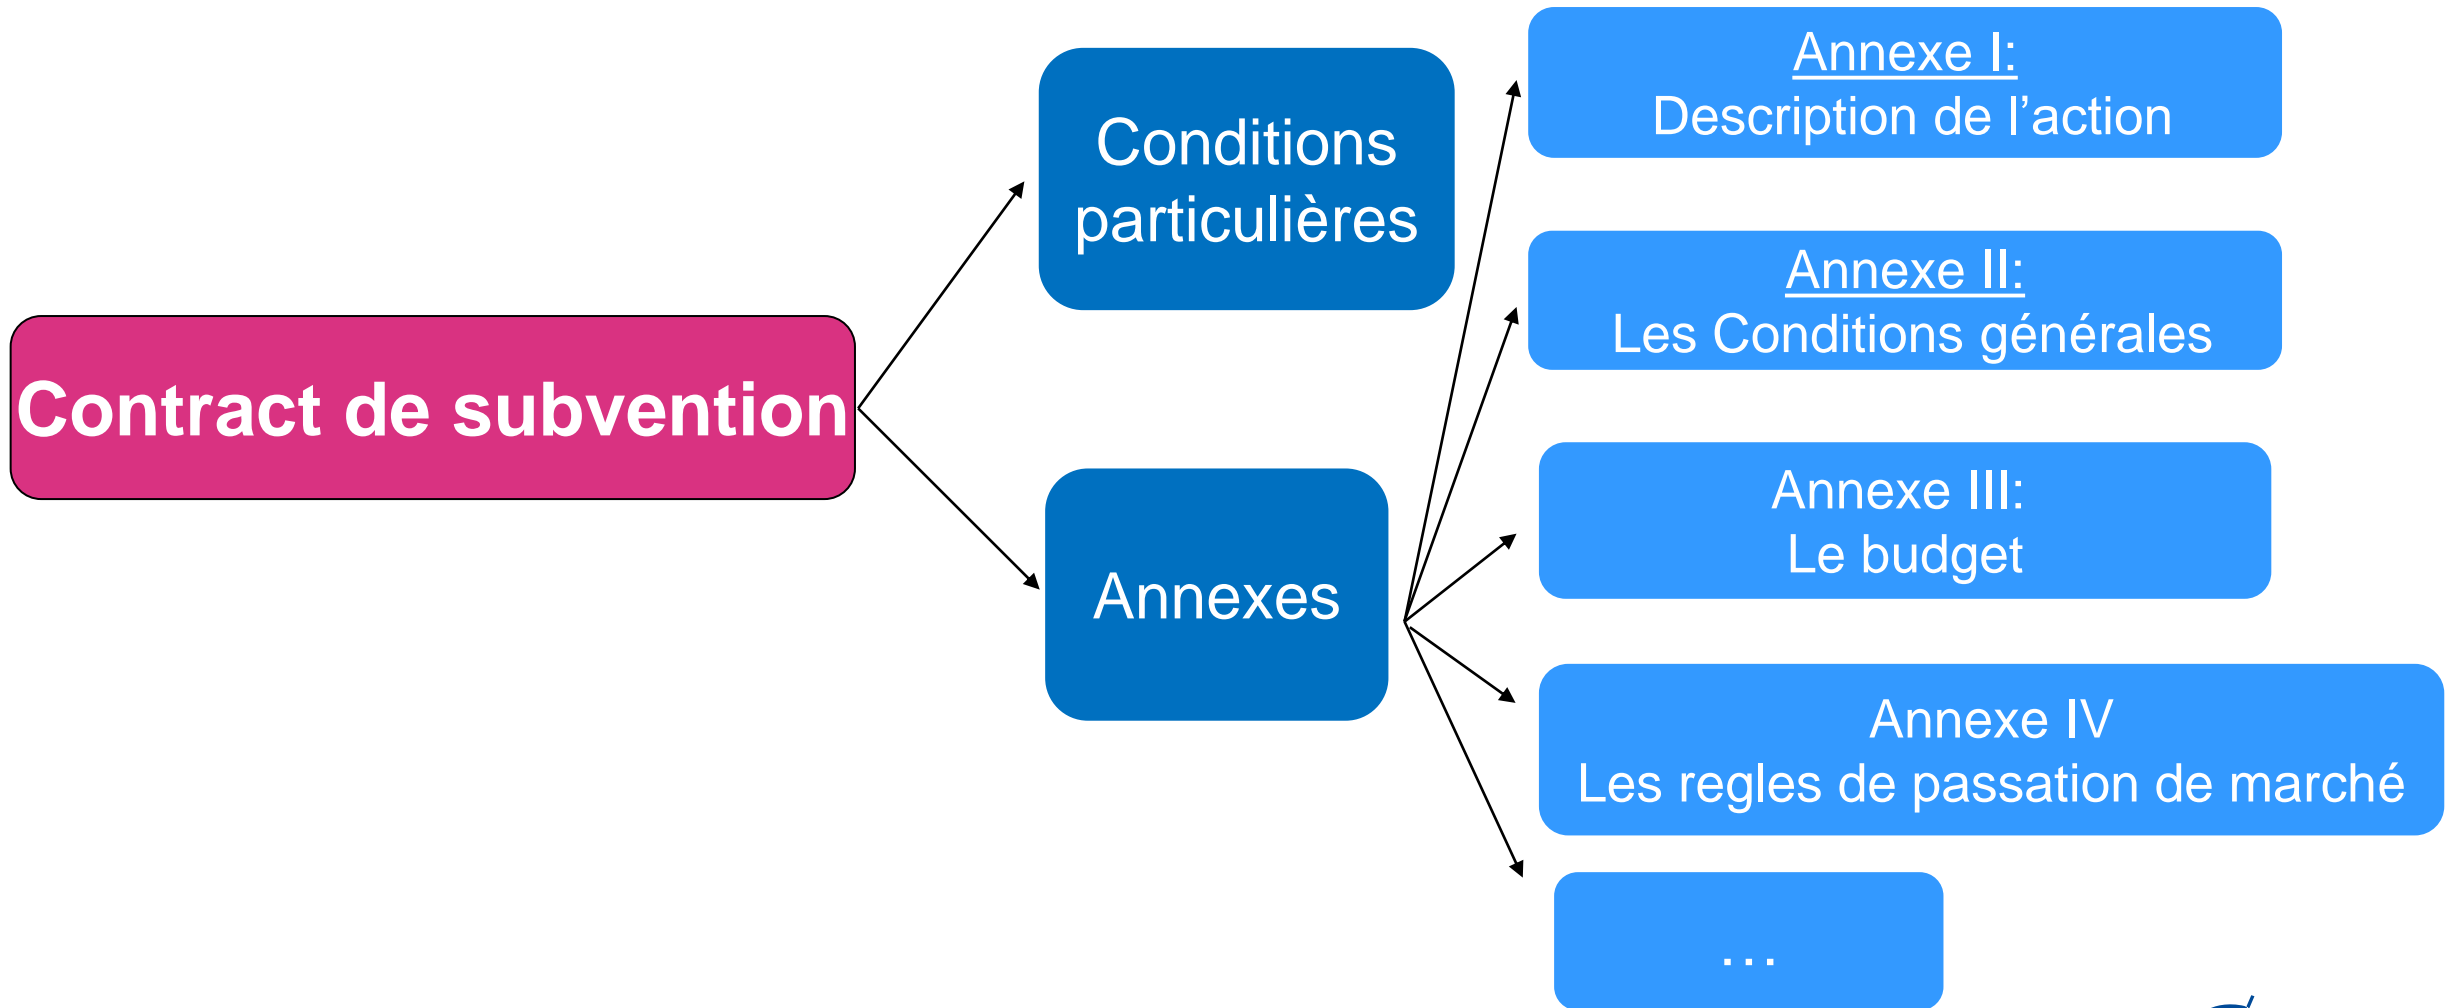 Contract de subvention
Conditions
particulières
Annexes
Annexe I:
Description de l’action
Annexe II:
Les Conditions générales
Annexe III:
Le budget
Annexe IV
Les regles de passation de marché
…